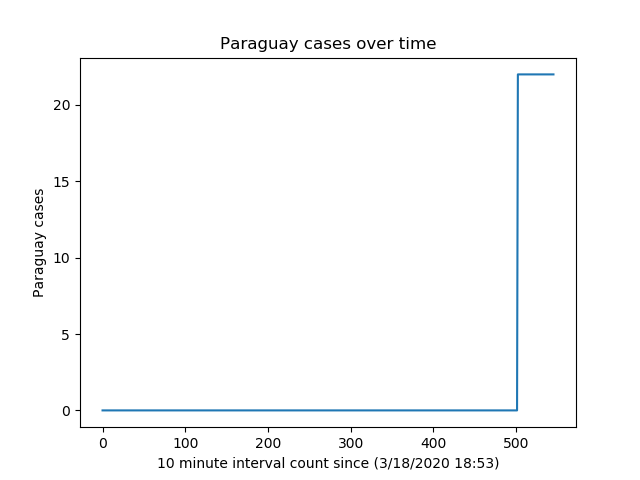 Paraguay cases over time
20
15
10
5
0
Paraguay cases
0 100 200 300 400 500
10 minute interval count since (3/18/2020 18:53)